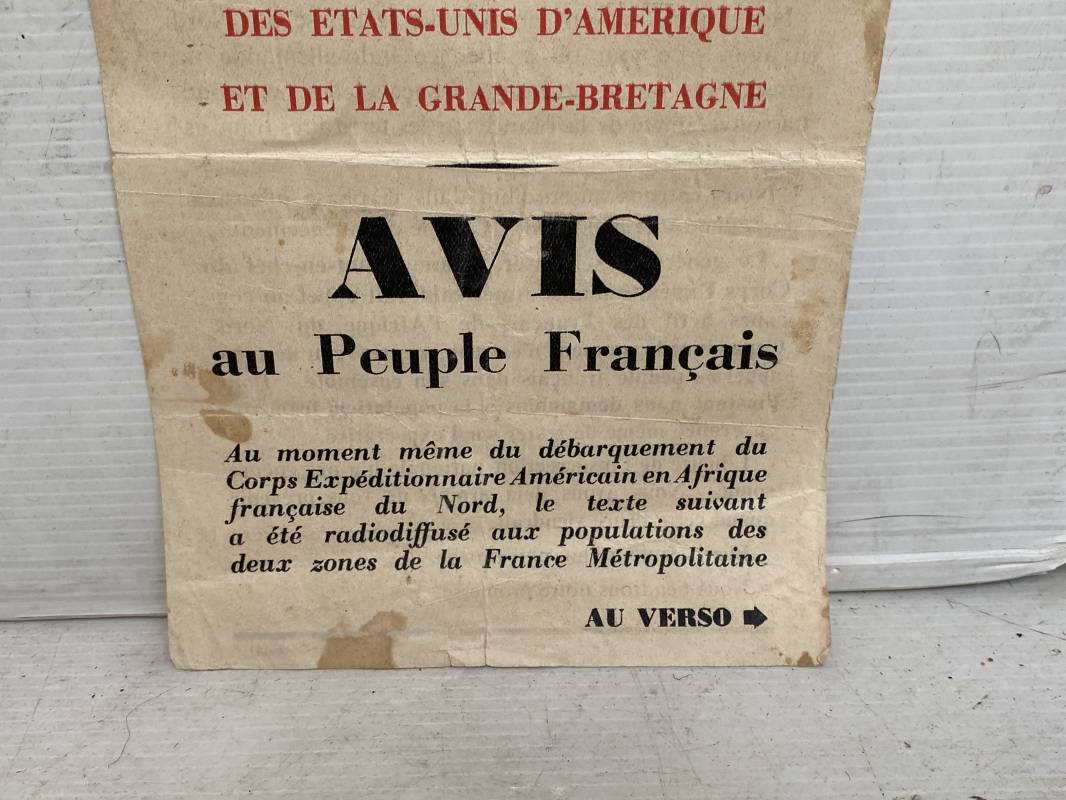 DES ETATS-UNIS D'AMERIQUE
ET DE LA GRANDE-BRETAGNE
AVIS
au Peuple Français
Au moment même du débarquement du
Corps Expéditionnaire Américain en Afrique
française du Nord, le texte suivant
a été radiodiffusé aux populations des
deux zones de la France Métropolitaine
AU VERSO